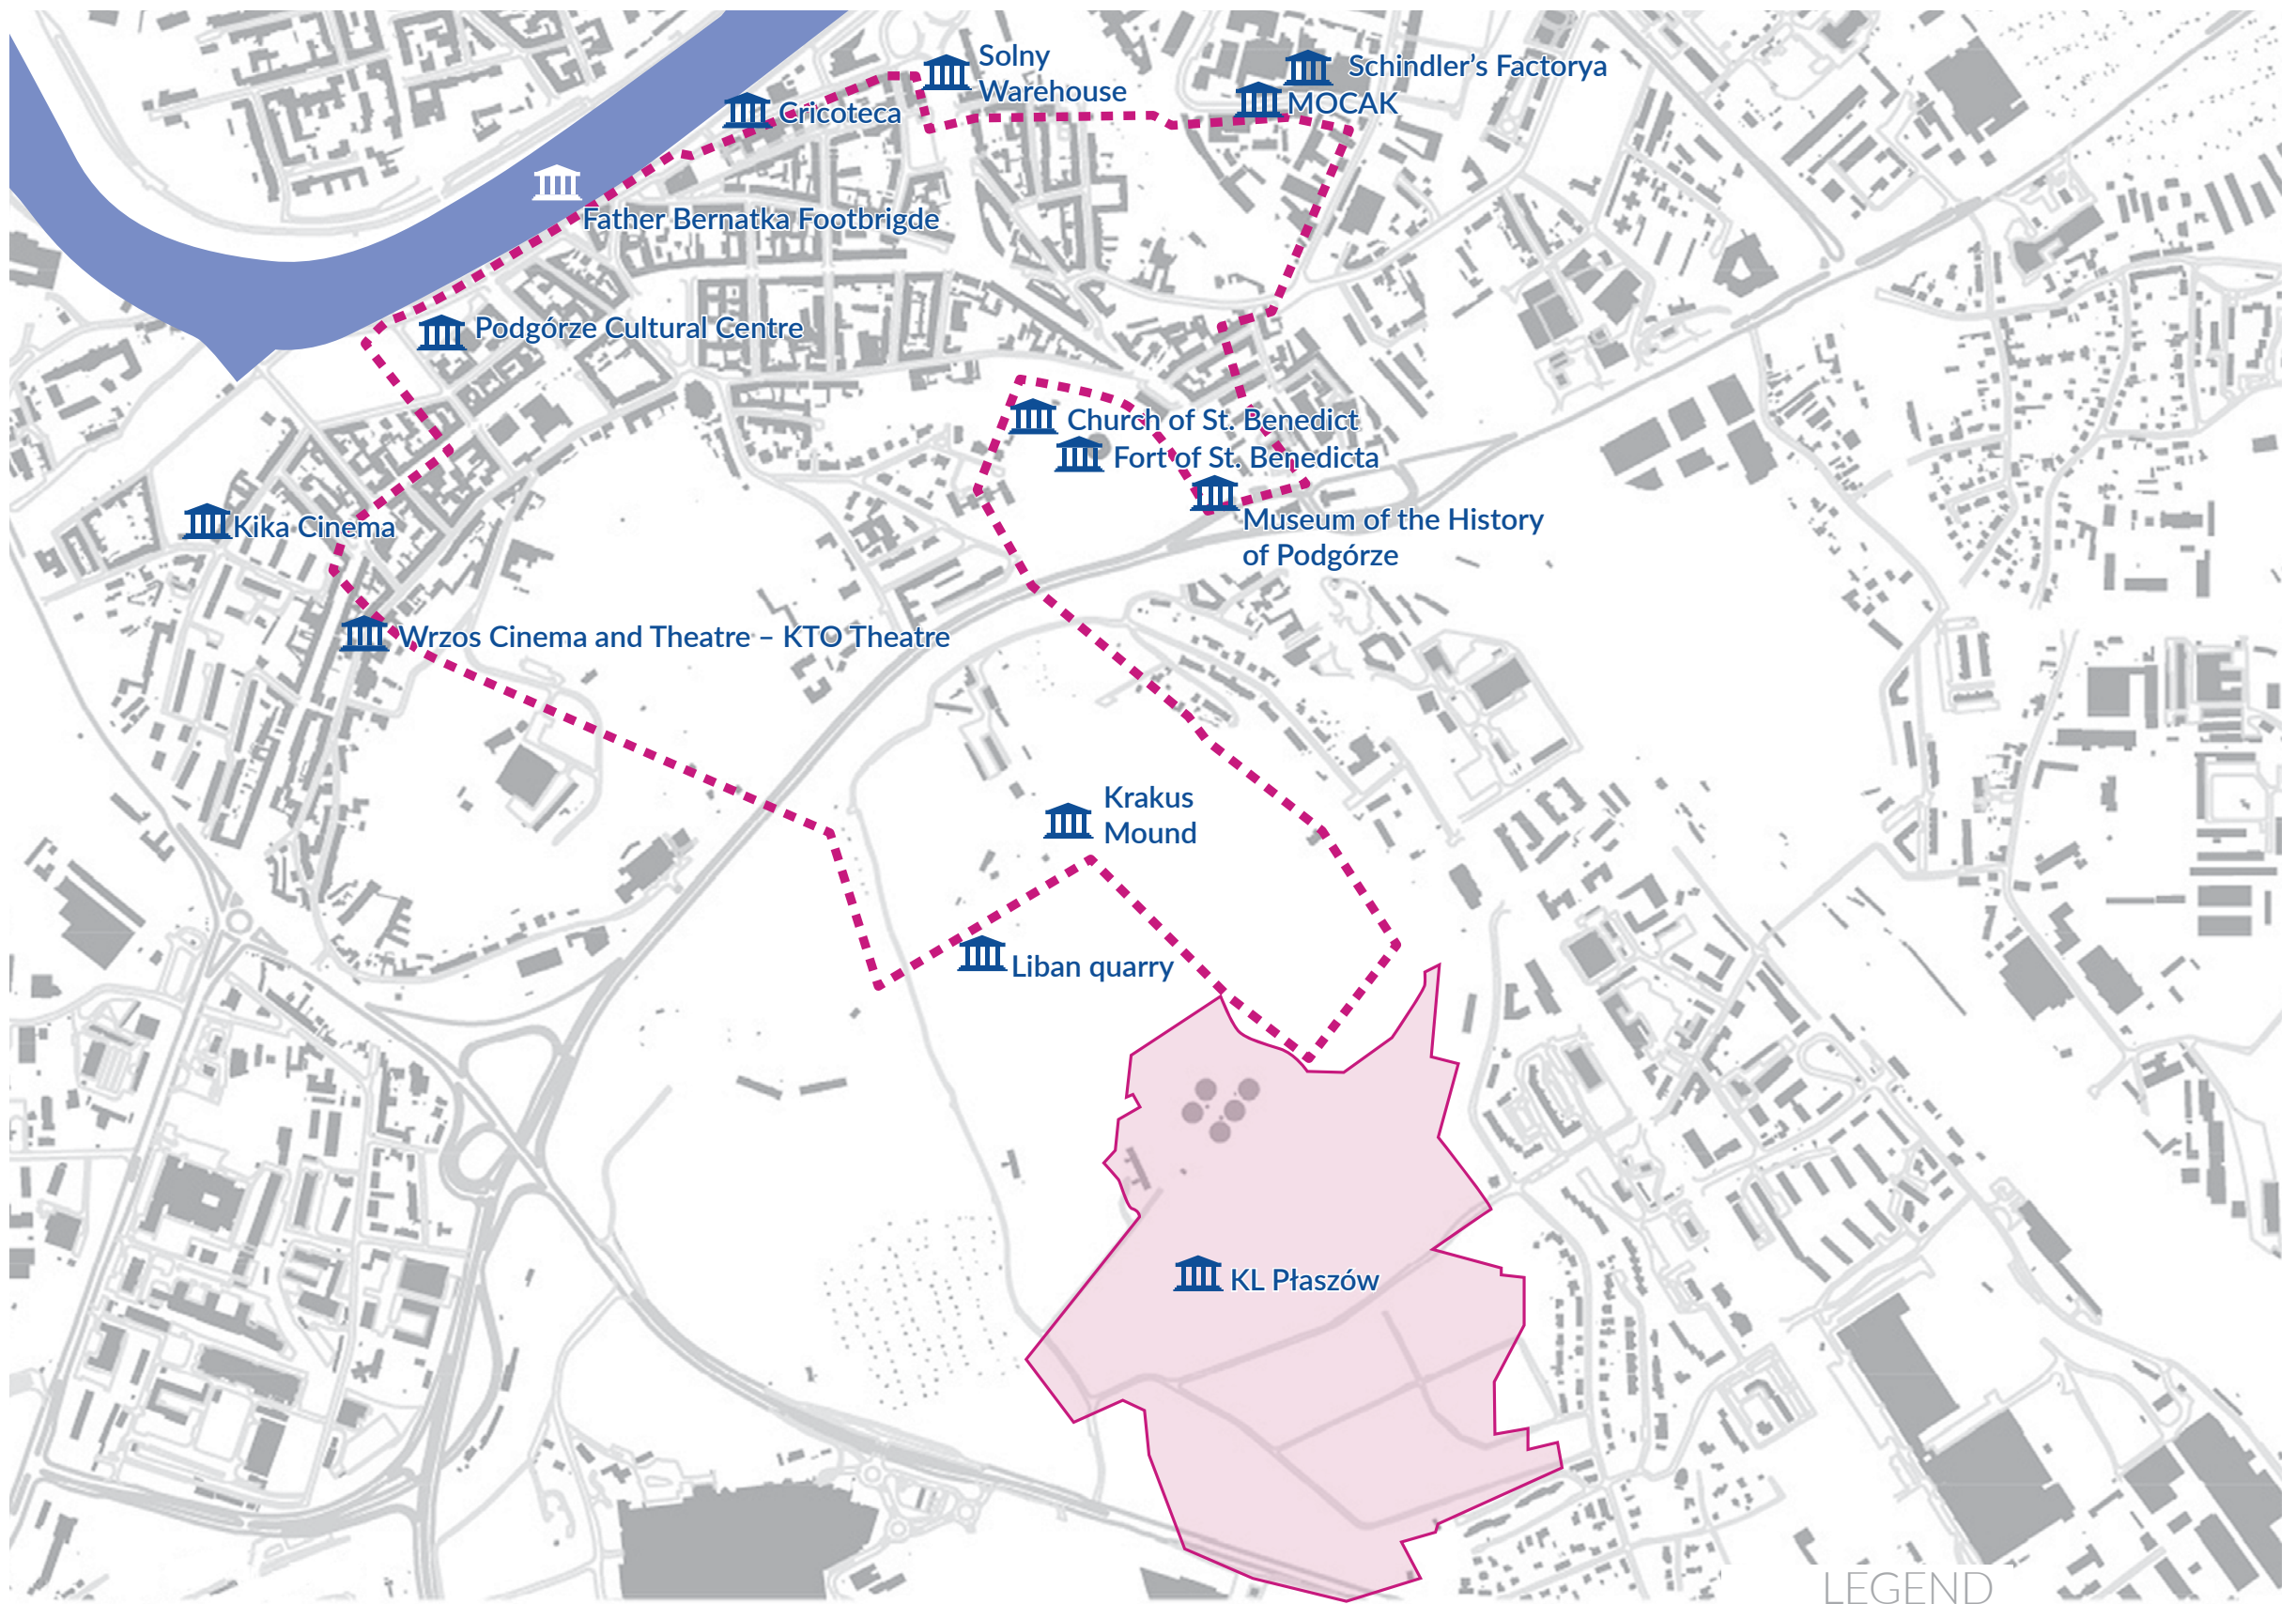 Solny
Warehouse
Schindler's Factorya
MOCAK
Cricoteca
Father Bernatka Footbrigde
Podgórze Cultural Centre
Church of St. Benedict
Fort of St. Benedicta
Museum of the History
of Podgórze
Kika Cinema
Wrzos Cinema and Theatre – KTO Theatre
Krakus
Mound
Liban quarry
KL Płaszów
LEGEND